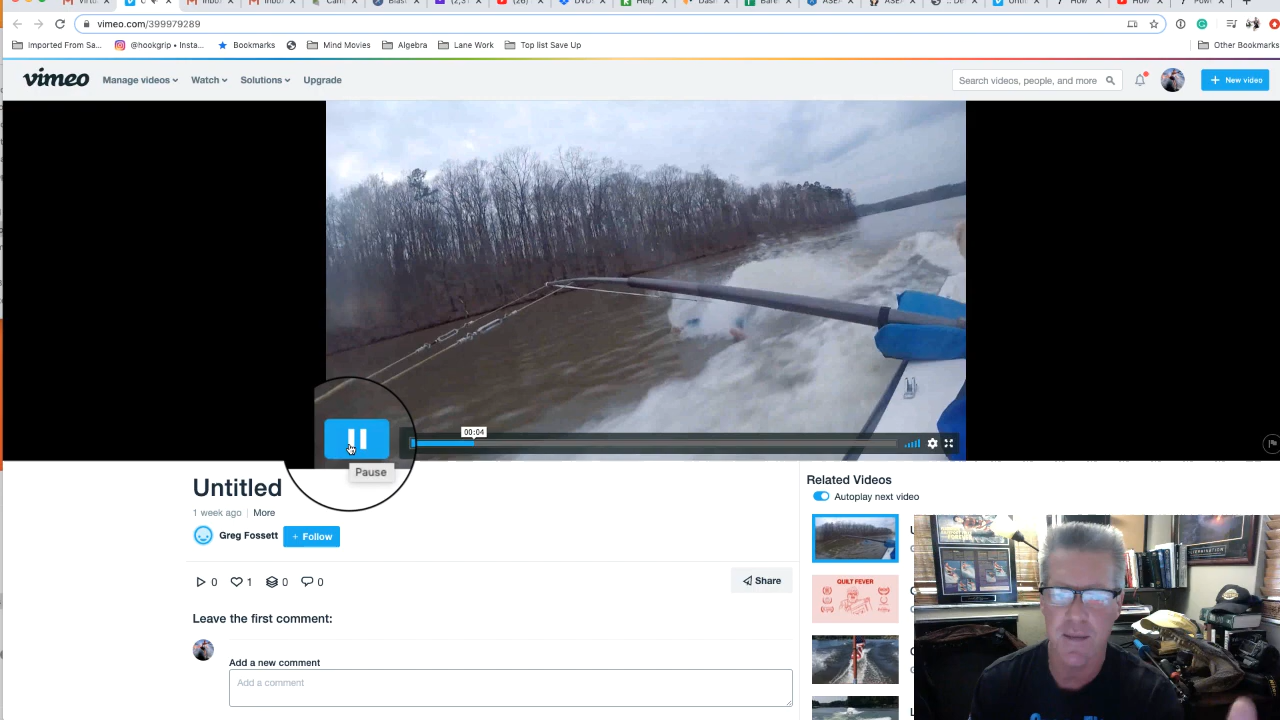 vimeo.com/399979289
Imported From Sa...
@hookgrip • Insta...
Bookmarks
Mind Movies
Algebra
Lane Work
Top list Save Up
Other Bookmarks
vimeo
Manage videos
Watch
Solutions
Upgrade
Search videos, people, and more
+ New video
00:04
Pause
Untitled
1 week ago | More
Greg Fossett
+ Follow
0
1
0
0
Share
Leave the first comment:
Add a new comment
Add a comment
Related Videos
Autoplay next video
QUILT FEVER